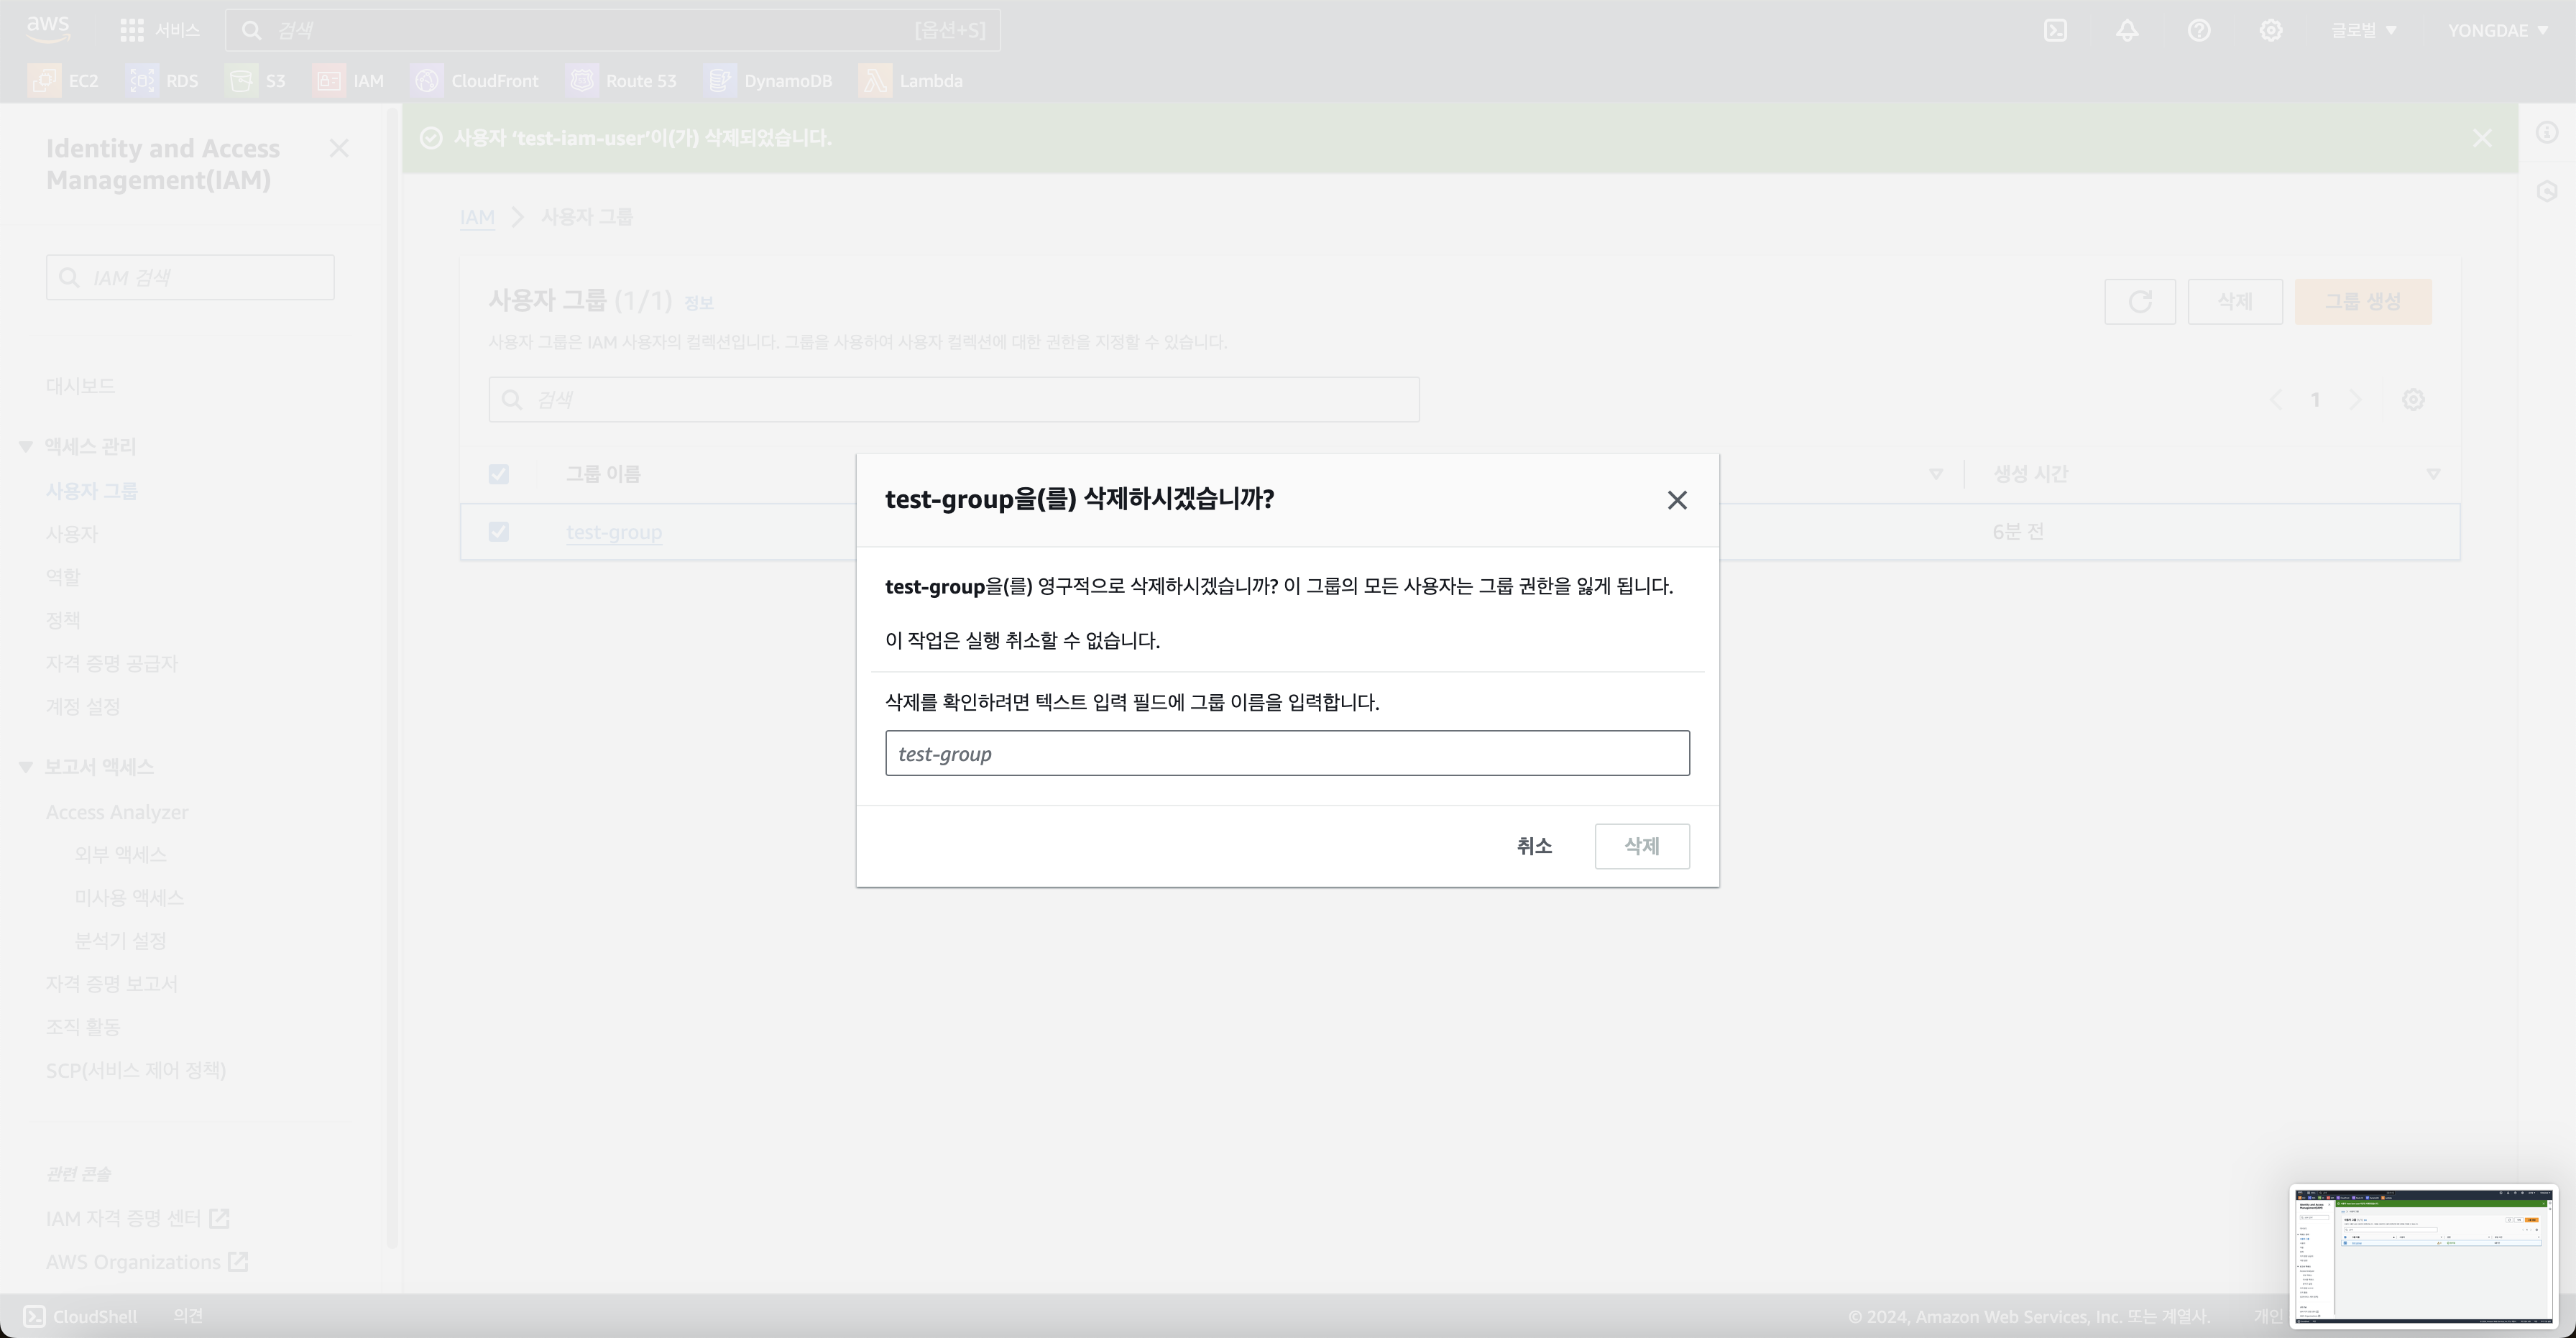 aws
서비스
검색
[옵션+S]
글로벌
YONGDAE
EC2
RDS
S3
IAM
CloudFront
Route 53
DynamoDB
Lambda
Identity and Access
Management(IAM)
IAM 검색
대시보드
액세스 관리
사용자 그룹
사용자
역할
정책
자격 증명 공급자
계정 설정
보고서 액세스
Access Analyzer
외부 액세스
미사용 액세스
분석기 설정
자격 증명 보고서
조직 활동
SCP(서비스 제어 정책)
관련 콘솔
IAM 자격 증명 센터
AWS Organizations
사용자 ‘test-iam-user’이(가) 삭제되었습니다.
IAM
사용자 그룹
사용자 그룹 (1/1) 정보
삭제
그룹 생성
사용자 그룹은 IAM 사용자의 컬렉션입니다. 그룹을 사용하여 사용자 컬렉션에 대한 권한을 지정할 수 있습니다.
검색
1
그룹 이름
생성 시간
test-group
6분 전
test-group을(를) 삭제하시겠습니까?
test-group을(를) 영구적으로 삭제하시겠습니까? 이 그룹의 모든 사용자는 그룹 권한을 잃게 됩니다.
이 작업은 실행 취소할 수 없습니다.
삭제를 확인하려면 텍스트 입력 필드에 그룹 이름을 입력합니다.
test-group
취소
삭제
CloudShell
의견
© 2024, Amazon Web Services, Inc. 또는 계열사.
개인